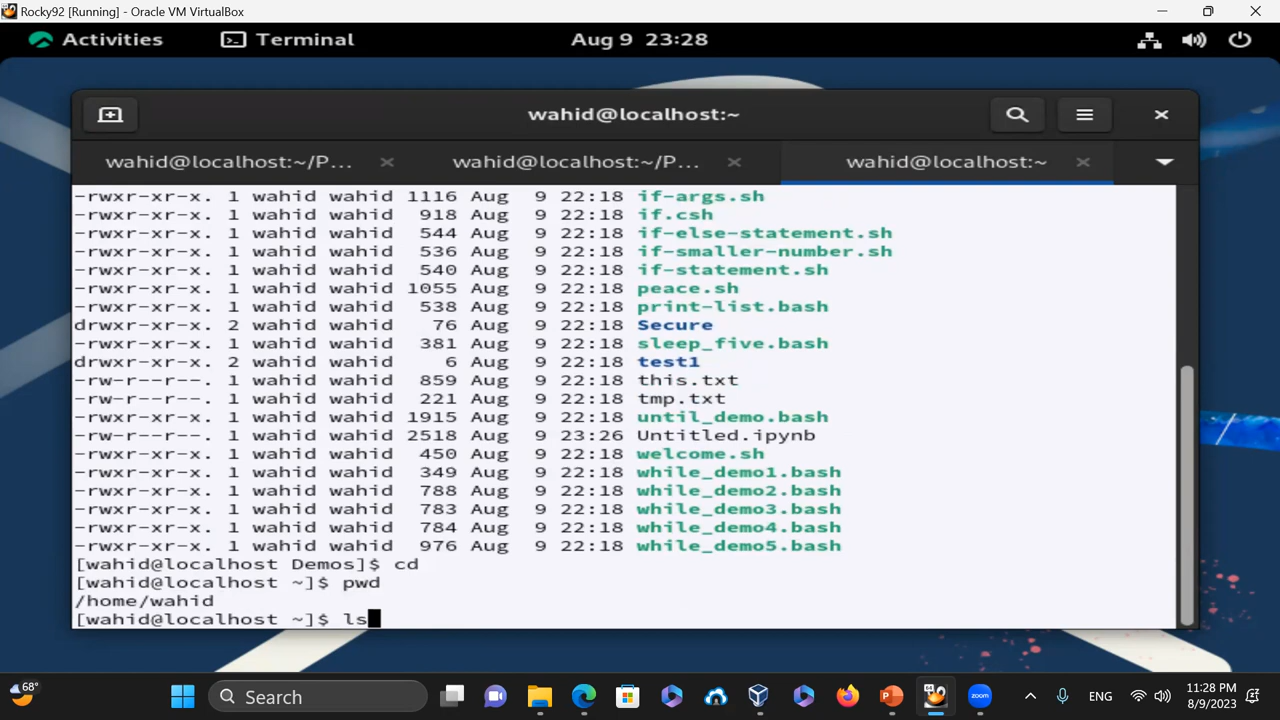 Rocky92 [Running] - Oracle VM VirtualBox
Activities Terminal Aug 9 23:28
wahid@localhost:~
wahid@localhost:~/P... wahid@localhost:~/P... wahid@localhost:~
-rwxr-xr-x. 1 wahid wahid 1116 Aug 9 22:18 if-args.sh
-rwxr-xr-x. 1 wahid wahid 918 Aug 9 22:18 if.csh
-rwxr-xr-x. 1 wahid wahid 544 Aug 9 22:18 if-else-statement.sh
-rwxr-xr-x. 1 wahid wahid 536 Aug 9 22:18 if-smaller-number.sh
-rwxr-xr-x. 1 wahid wahid 540 Aug 9 22:18 if-statement.sh
-rwxr-xr-x. 1 wahid wahid 1055 Aug 9 22:18 peace.sh
-rwxr-xr-x. 1 wahid wahid 538 Aug 9 22:18 print-list.bash
drwxr-xr-x. 2 wahid wahid 76 Aug 9 22:18 Secure
-rwxr-xr-x. 1 wahid wahid 381 Aug 9 22:18 sleep_five.bash
drwxr-xr-x. 2 wahid wahid 6 Aug 9 22:18 test1
-rw-r--r--. 1 wahid wahid 859 Aug 9 22:18 this.txt
-rw-r--r--. 1 wahid wahid 221 Aug 9 22:18 tmp.txt
-rwxr-xr-x. 1 wahid wahid 1915 Aug 9 22:18 until_demo.bash
-rw-r--r--. 1 wahid wahid 2518 Aug 9 23:26 Untitled.ipynb
-rwxr-xr-x. 1 wahid wahid 450 Aug 9 22:18 welcome.sh
-rwxr-xr-x. 1 wahid wahid 349 Aug 9 22:18 while_demo1.bash
-rwxr-xr-x. 1 wahid wahid 788 Aug 9 22:18 while_demo2.bash
-rwxr-xr-x. 1 wahid wahid 783 Aug 9 22:18 while_demo3.bash
-rwxr-xr-x. 1 wahid wahid 784 Aug 9 22:18 while_demo4.bash
-rwxr-xr-x. 1 wahid wahid 976 Aug 9 22:18 while_demo5.bash
[wahid@localhost Demos]$ cd
[wahid@localhost ~]$ pwd
/home/wahid
[wahid@localhost ~]$ ls
68° Search zoom ENG 11:28 PM
8/9/2023